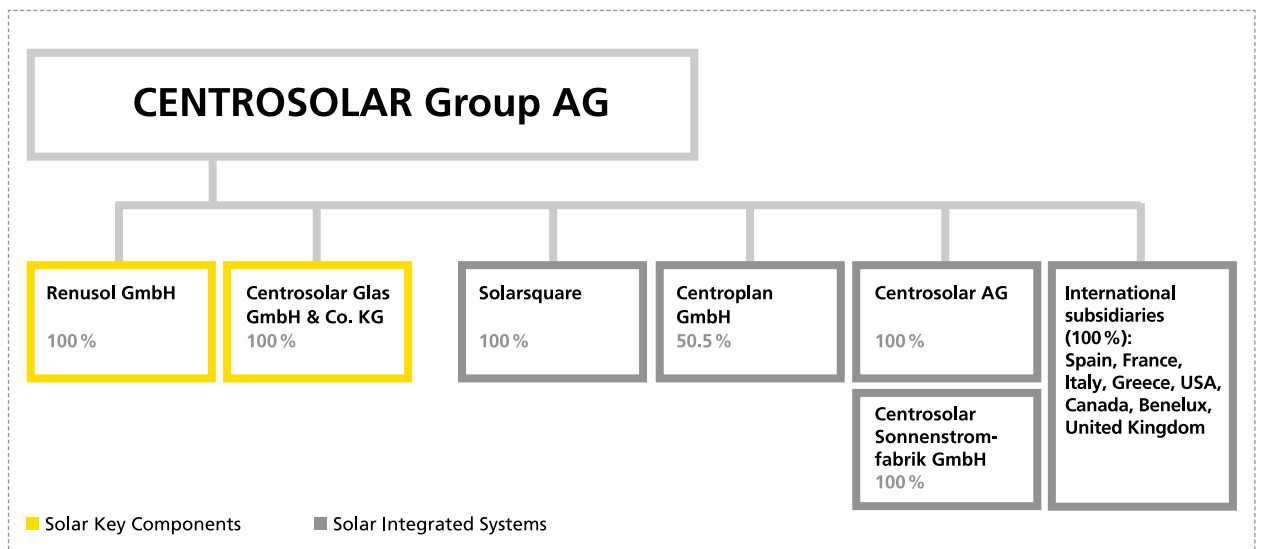 CENTROSOLAR Group AG
Renusol GmbH
100 %
Centrosolar Glas
GmbH & Co. KG
100 %
Solarsquare
100 %
Centroplan
GmbH
50.5 %
Centrosolar AG
100 %
Centrosolar
Sonnenstrom-
fabrik GmbH
100 %
International
subsidiaries
(100 %):
Spain, France,
Italy, Greece, USA,
Canada, Benelux,
United Kingdom
Solar Key Components
Solar Integrated Systems